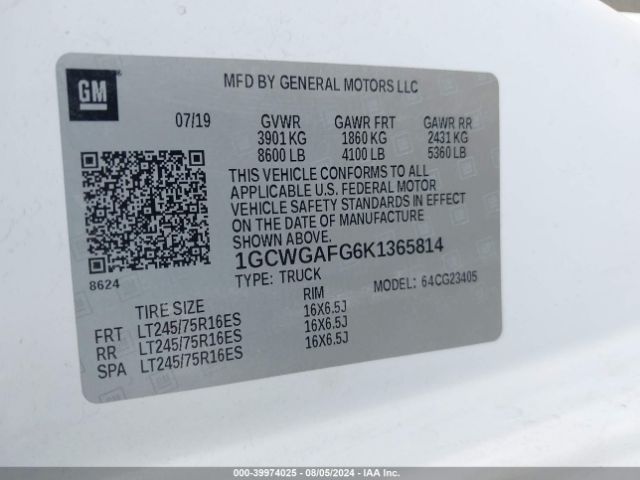 GM
MFD BY GENERAL MOTORS LLC
07/19 GVWR GAWR FRT GAWR RR
3901 KG 1860 KG 2431 KG
8600 LB 4100 LB 5360 LB
THIS VEHICLE CONFORMS TO ALL
APPLICABLE U.S. FEDERAL MOTOR
VEHICLE SAFETY STANDARDS IN EFFECT
ON THE DATE OF MANUFACTURE
SHOWN ABOVE.
1GCWGAFG6K1365814
8624
TYPE: TRUCK MODEL: 64CG23405
TIRE SIZE RIM
FRT LT245/75R16ES 16X6.5J
RR LT245/75R16ES 16X6.5J
SPA LT245/75R16ES 16X6.5J
000-39974025 - 08/05/2024 - IAA Inc.